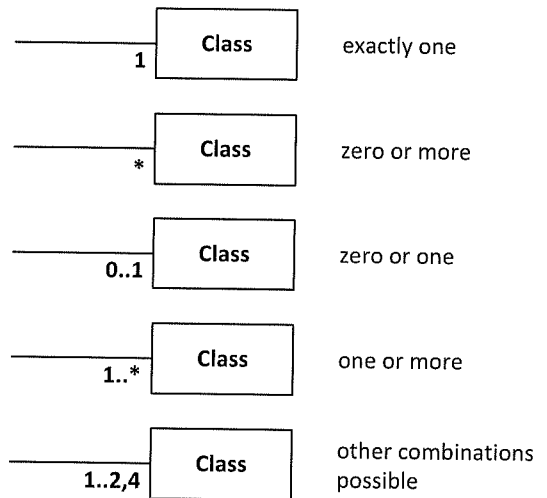 Class
1
exactly one
Class
*
zero or more
Class
0..1
zero or one
Class
1..*
one or more
Class
1..2,4
other combinations
possible